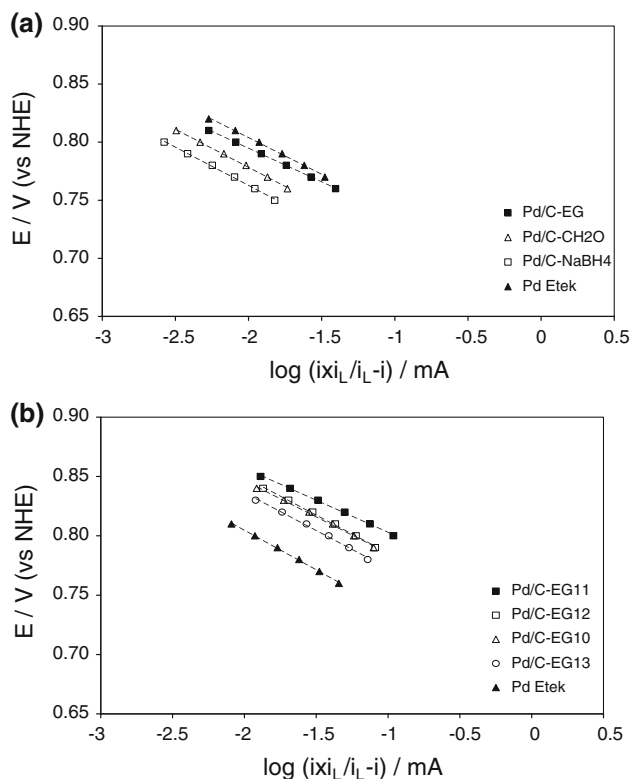 (a)
0.90
0.85
0.80
0.75
0.70
0.65
E / V (vs NHE)
Pd/C-EG
Pd/C-CH2O
Pd/C-NaBH4
Pd Etek
-3 -2.5 -2 -1.5 -1 -0.5 0 0.5
log (ixiL/iL-i) / mA
(b)
0.90
0.85
0.80
0.75
0.70
0.65
E / V (vs NHE)
Pd/C-EG11
Pd/C-EG12
Pd/C-EG10
Pd/C-EG13
Pd Etek
-3 -2.5 -2 -1.5 -1 -0.5 0 0.5
log (ixiL/iL-i) / mA